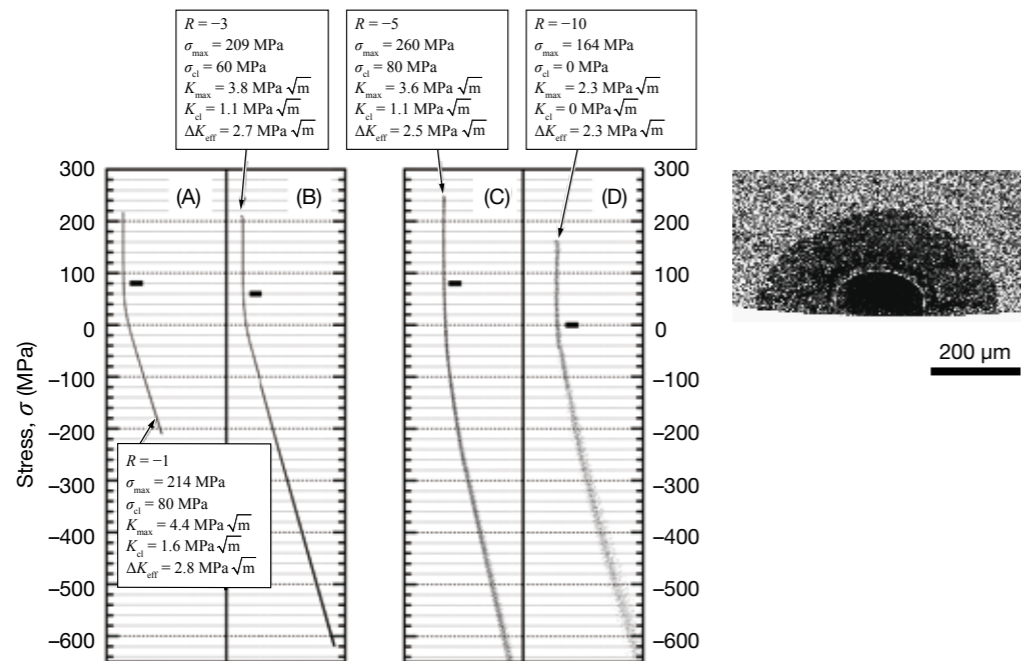 R = −3
σmax = 209 MPa
σcl = 60 MPa
Kmax = 3.8 MPa √m
Kcl = 1.1 MPa √m
ΔKeff = 2.7 MPa √m
R = −5
σmax = 260 MPa
σcl = 80 MPa
Kmax = 3.6 MPa √m
Kcl = 1.1 MPa √m
ΔKeff = 2.5 MPa √m
R = −10
σmax = 164 MPa
σcl = 0 MPa
Kmax = 2.3 MPa √m
Kcl = 0 MPa √m
ΔKeff = 2.3 MPa √m
300
200
100
0
−100
−200
−300
−400
−500
−600
Stress, σ (MPa)
(A)
(B)
(C)
(D)
300
200
100
0
−100
−200
−300
−400
−500
−600
R = −1
σmax = 214 MPa
σcl = 80 MPa
Kmax = 4.4 MPa √m
Kcl = 1.6 MPa √m
ΔKeff = 2.8 MPa √m
200 µm